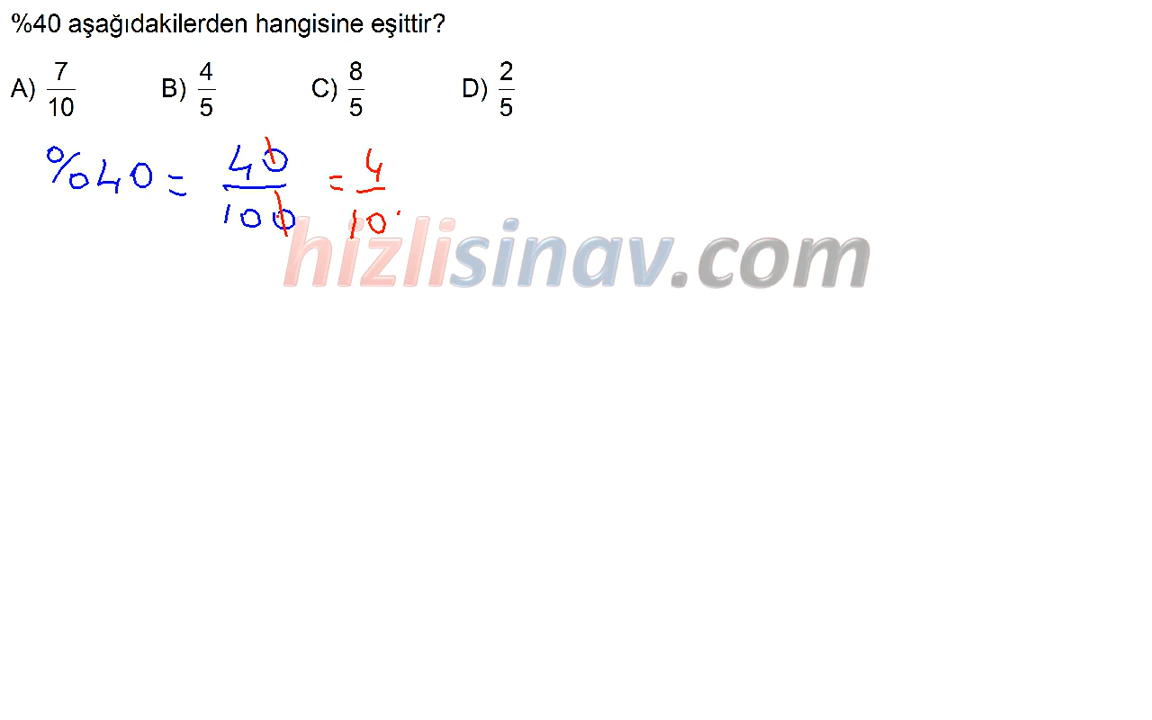 %40 aşağıdakilerden hangisine eşittir?
A) 7/10 B) 4/5 C) 8/5 D) 2/5
%40 = 40/100 = 4/10
hizlisinav.com